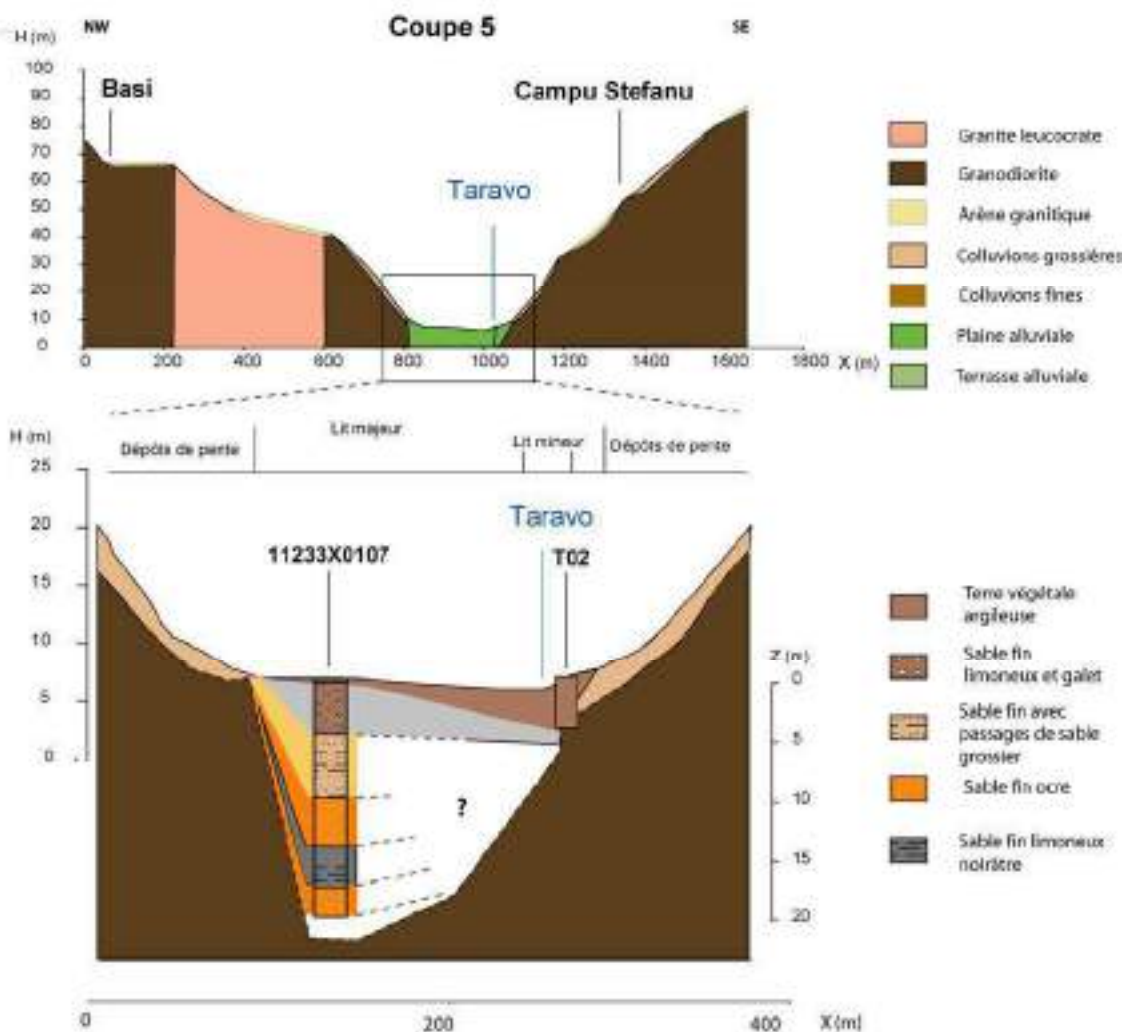 NW
Coupe 5
SE
H (m)
100
90
80
70
60
50
40
30
20
10
0
Basi
Campu Stefanu
Taravo
0
200
400
600
800
1000
1200
1400
1600
1800
X (m)
Granite leucocrate
Granodiorite
Arène granitique
Colluvions grossières
Colluvions fines
Plaine alluviale
Terrasse alluviale
H (m)
25
20
15
10
5
0
Dépôts de pente
Lit majeur
Lit mineur
Dépôts de pente
Taravo
11233X0107
T02
?
Z (m)
0
5
10
15
20
0
200
400
X (m)
Terre végétale
argileuse
Sable fin
limoneux et galet
Sable fin avec
passages de sable
grossier
Sable fin ocre
Sable fin limoneux
noirâtre